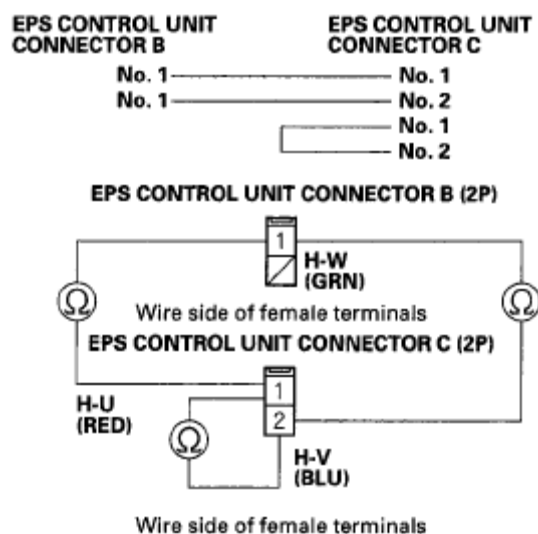 EPS CONTROL UNIT CONNECTOR B
EPS CONTROL UNIT CONNECTOR C
No. 1 No. 1
No. 1 No. 2
No. 1
No. 2
EPS CONTROL UNIT CONNECTOR B (2P)
1
H-W
(GRN)
Ω Ω
Wire side of female terminals
EPS CONTROL UNIT CONNECTOR C (2P)
1
H-U
(RED)
2
Ω
H-V
(BLU)
Wire side of female terminals